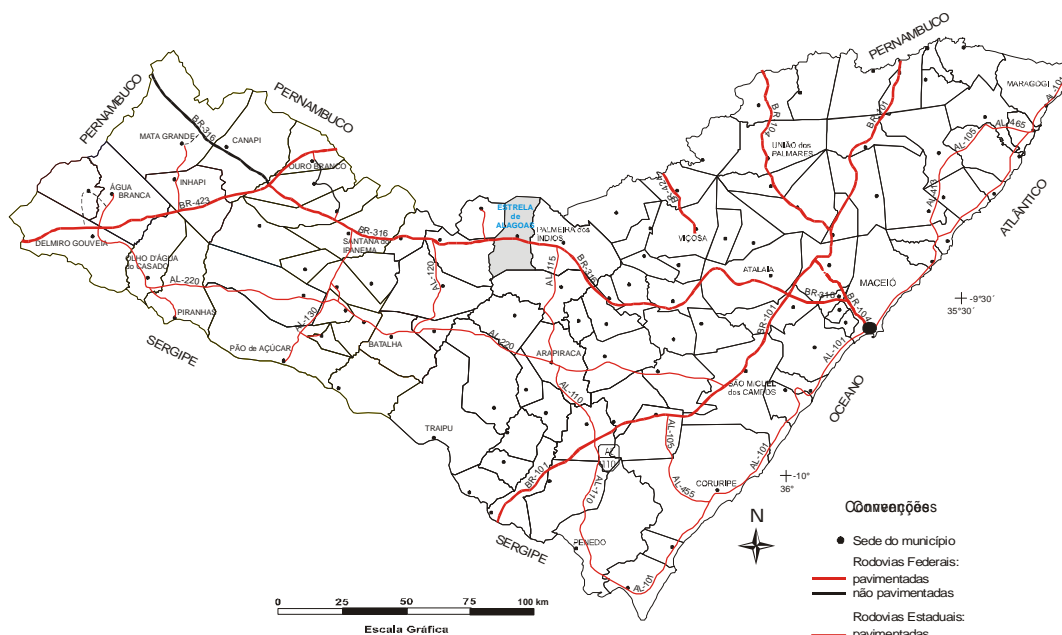 PERNAMBUCO
MARAGOGI
AL-101
PERNAMBUCO
PERNAMBUCO
BR-101
BR-104
AL-465
AL-105
BR-316
MATA GRANDE
CANAPI
UNIÃO dos
PALMARES
OURO BRANCO
INHAPI
ÁGUA
BRANCA
BR-423
ESTRELA
de
ALAGOAS
ATLÂNTICO
DELMIRO GOUVEIA
BR-316
SANTANA do
IPANEMA
PALMEIRA dos
ÍNDIOS
VIÇOSA
OLHO D'ÁGUA
do CASADO
AL-220
AL-120
AL-115
BR-316
ATALAIA
MACEIÓ
BR-316
BR-104
-9°30´
35°30´
PIRANHAS
AL-130
BR-101
SERGIPE
PÃO de AÇÚCAR
BATALHA
AL-220
ARAPIRACA
AL-101
SÃO MIGUEL
dos CAMPOS
OCEANO
AL-110
TRAIPU
AL-105
AL-101
AL
110
BR-101
AL-110
AL-455
CORURIPE
-10°
36°
SERGIPE
PENEDO
N
AL-101
Convenções
Sede do município
Rodovias Federais:
pavimentadas
não pavimentadas
Rodovias Estaduais:
pavimentadas
0 25 50 75 100 km
Escala Gráfica